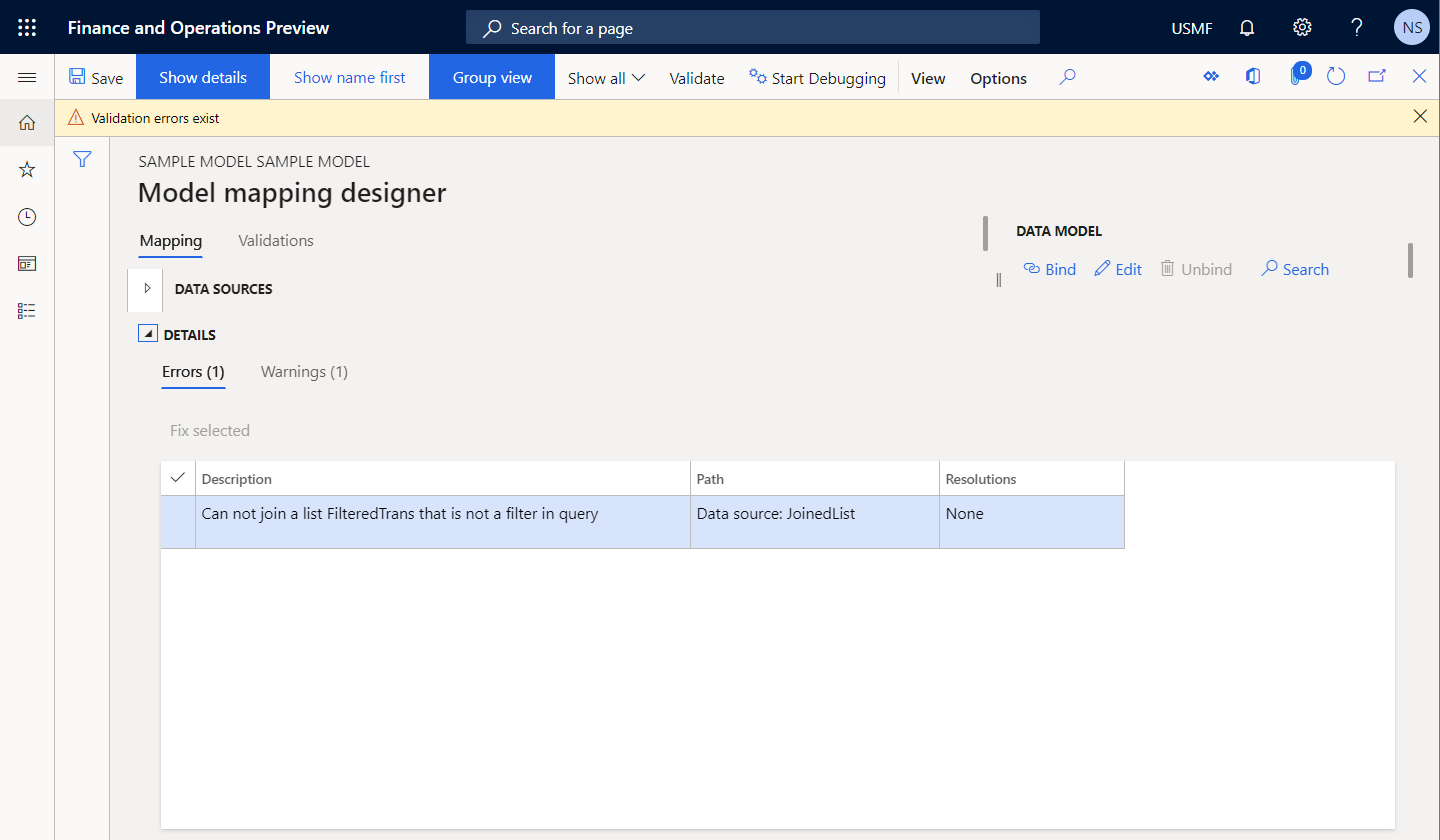 Finance and Operations Preview
Search for a page
USMF
?
NS
Save
Show details
Show name first
Group view
Show all
Validate
Start Debugging
View
Options
0
Validation errors exist
SAMPLE MODEL SAMPLE MODEL
Model mapping designer
Mapping
Validations
DATA SOURCES
DETAILS
Errors (1)
Warnings (1)
Fix selected
Description
Path
Resolutions
Can not join a list FilteredTrans that is not a filter in query
Data source: JoinedList
None
DATA MODEL
Bind
Edit
Unbind
Search